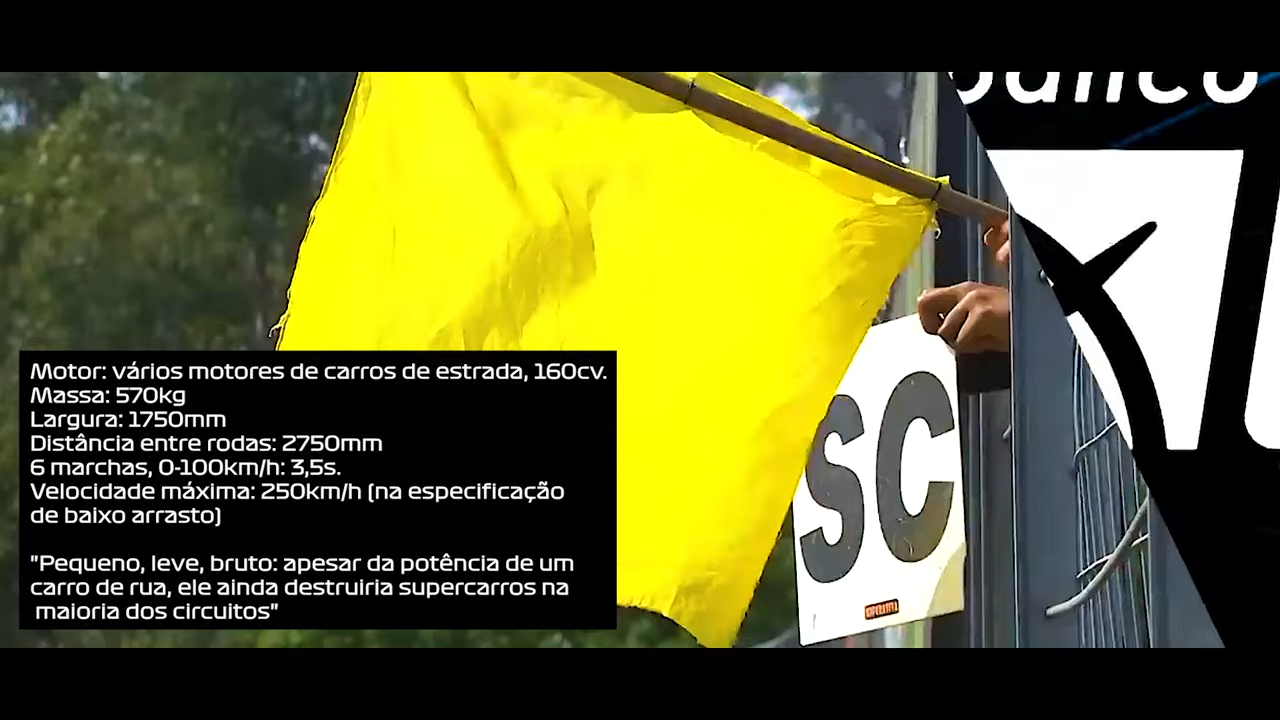 Motor: vários motores de carros de estrada, 160cv.
Massa: 570kg
Largura: 1750mm
Distância entre rodas: 2750mm
6 marchas, 0-100km/h: 3,5s.
Velocidade máxima: 250km/h (na especificação
de baixo arrasto)
"Pequeno, leve, bruto: apesar da potência de um
carro de rua, ele ainda destruiria supercarros na
maioria dos circuitos"
SC